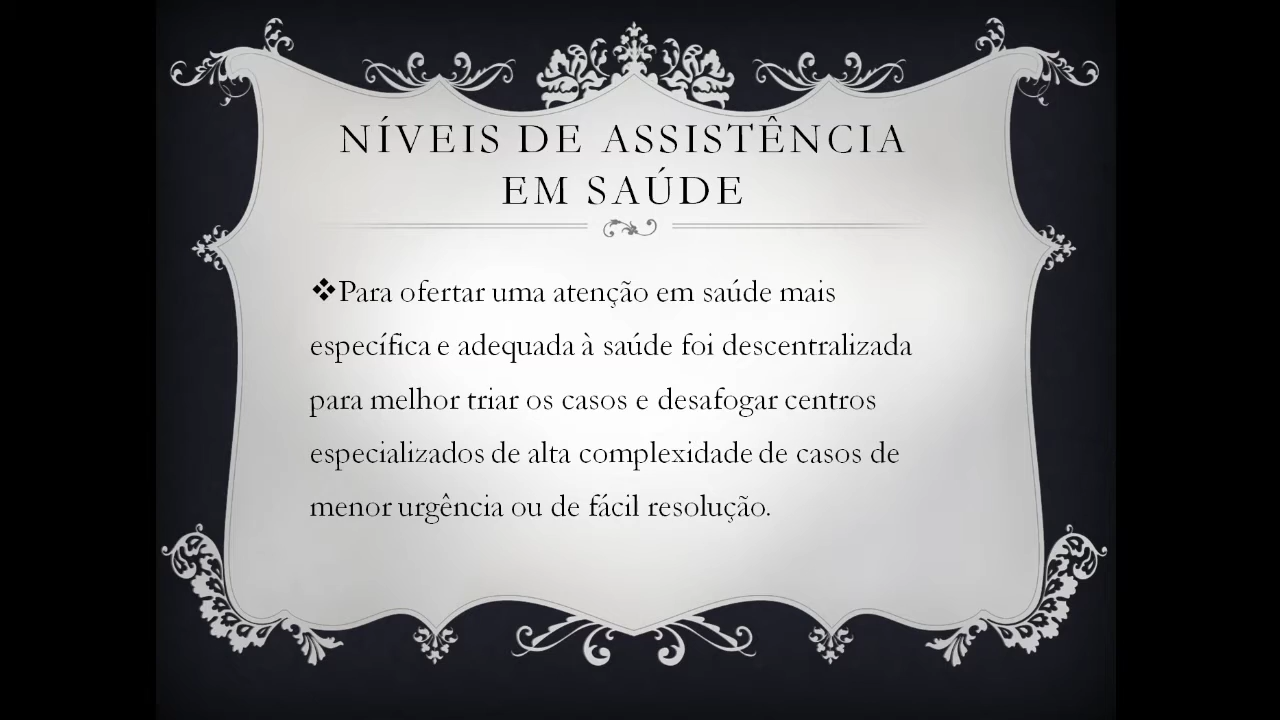 NÍVEIS DE ASSISTÊNCIA
EM SAÚDE
❖Para ofertar uma atenção em saúde mais
específica e adequada à saúde foi descentralizada
para melhor triar os casos e desafogar centros
especializados de alta complexidade de casos de
menor urgência ou de fácil resolução.